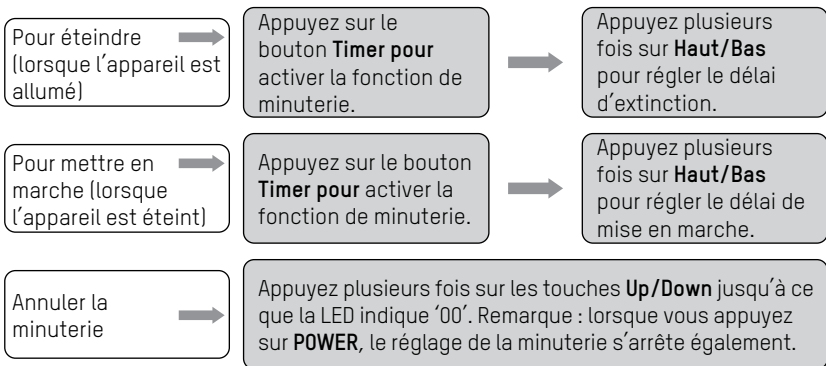 Pour éteindre
(lorsque l'appareil est
allumé)
Appuyez sur le
bouton Timer pour
activer la fonction de
minuterie.
Appuyez plusieurs
fois sur Haut/Bas
pour régler le délai
d'extinction.
Pour mettre en
marche (lorsque
l'appareil est éteint)
Appuyez sur le bouton
Timer pour activer la
fonction de minuterie.
Appuyez plusieurs
fois sur Haut/Bas
pour régler le délai de
mise en marche.
Annuler la
minuterie
Appuyez plusieurs fois sur les touches Up/Down jusqu'à ce
que la LED indique '00'. Remarque : lorsque vous appuyez
sur POWER, le réglage de la minuterie s'arrête également.